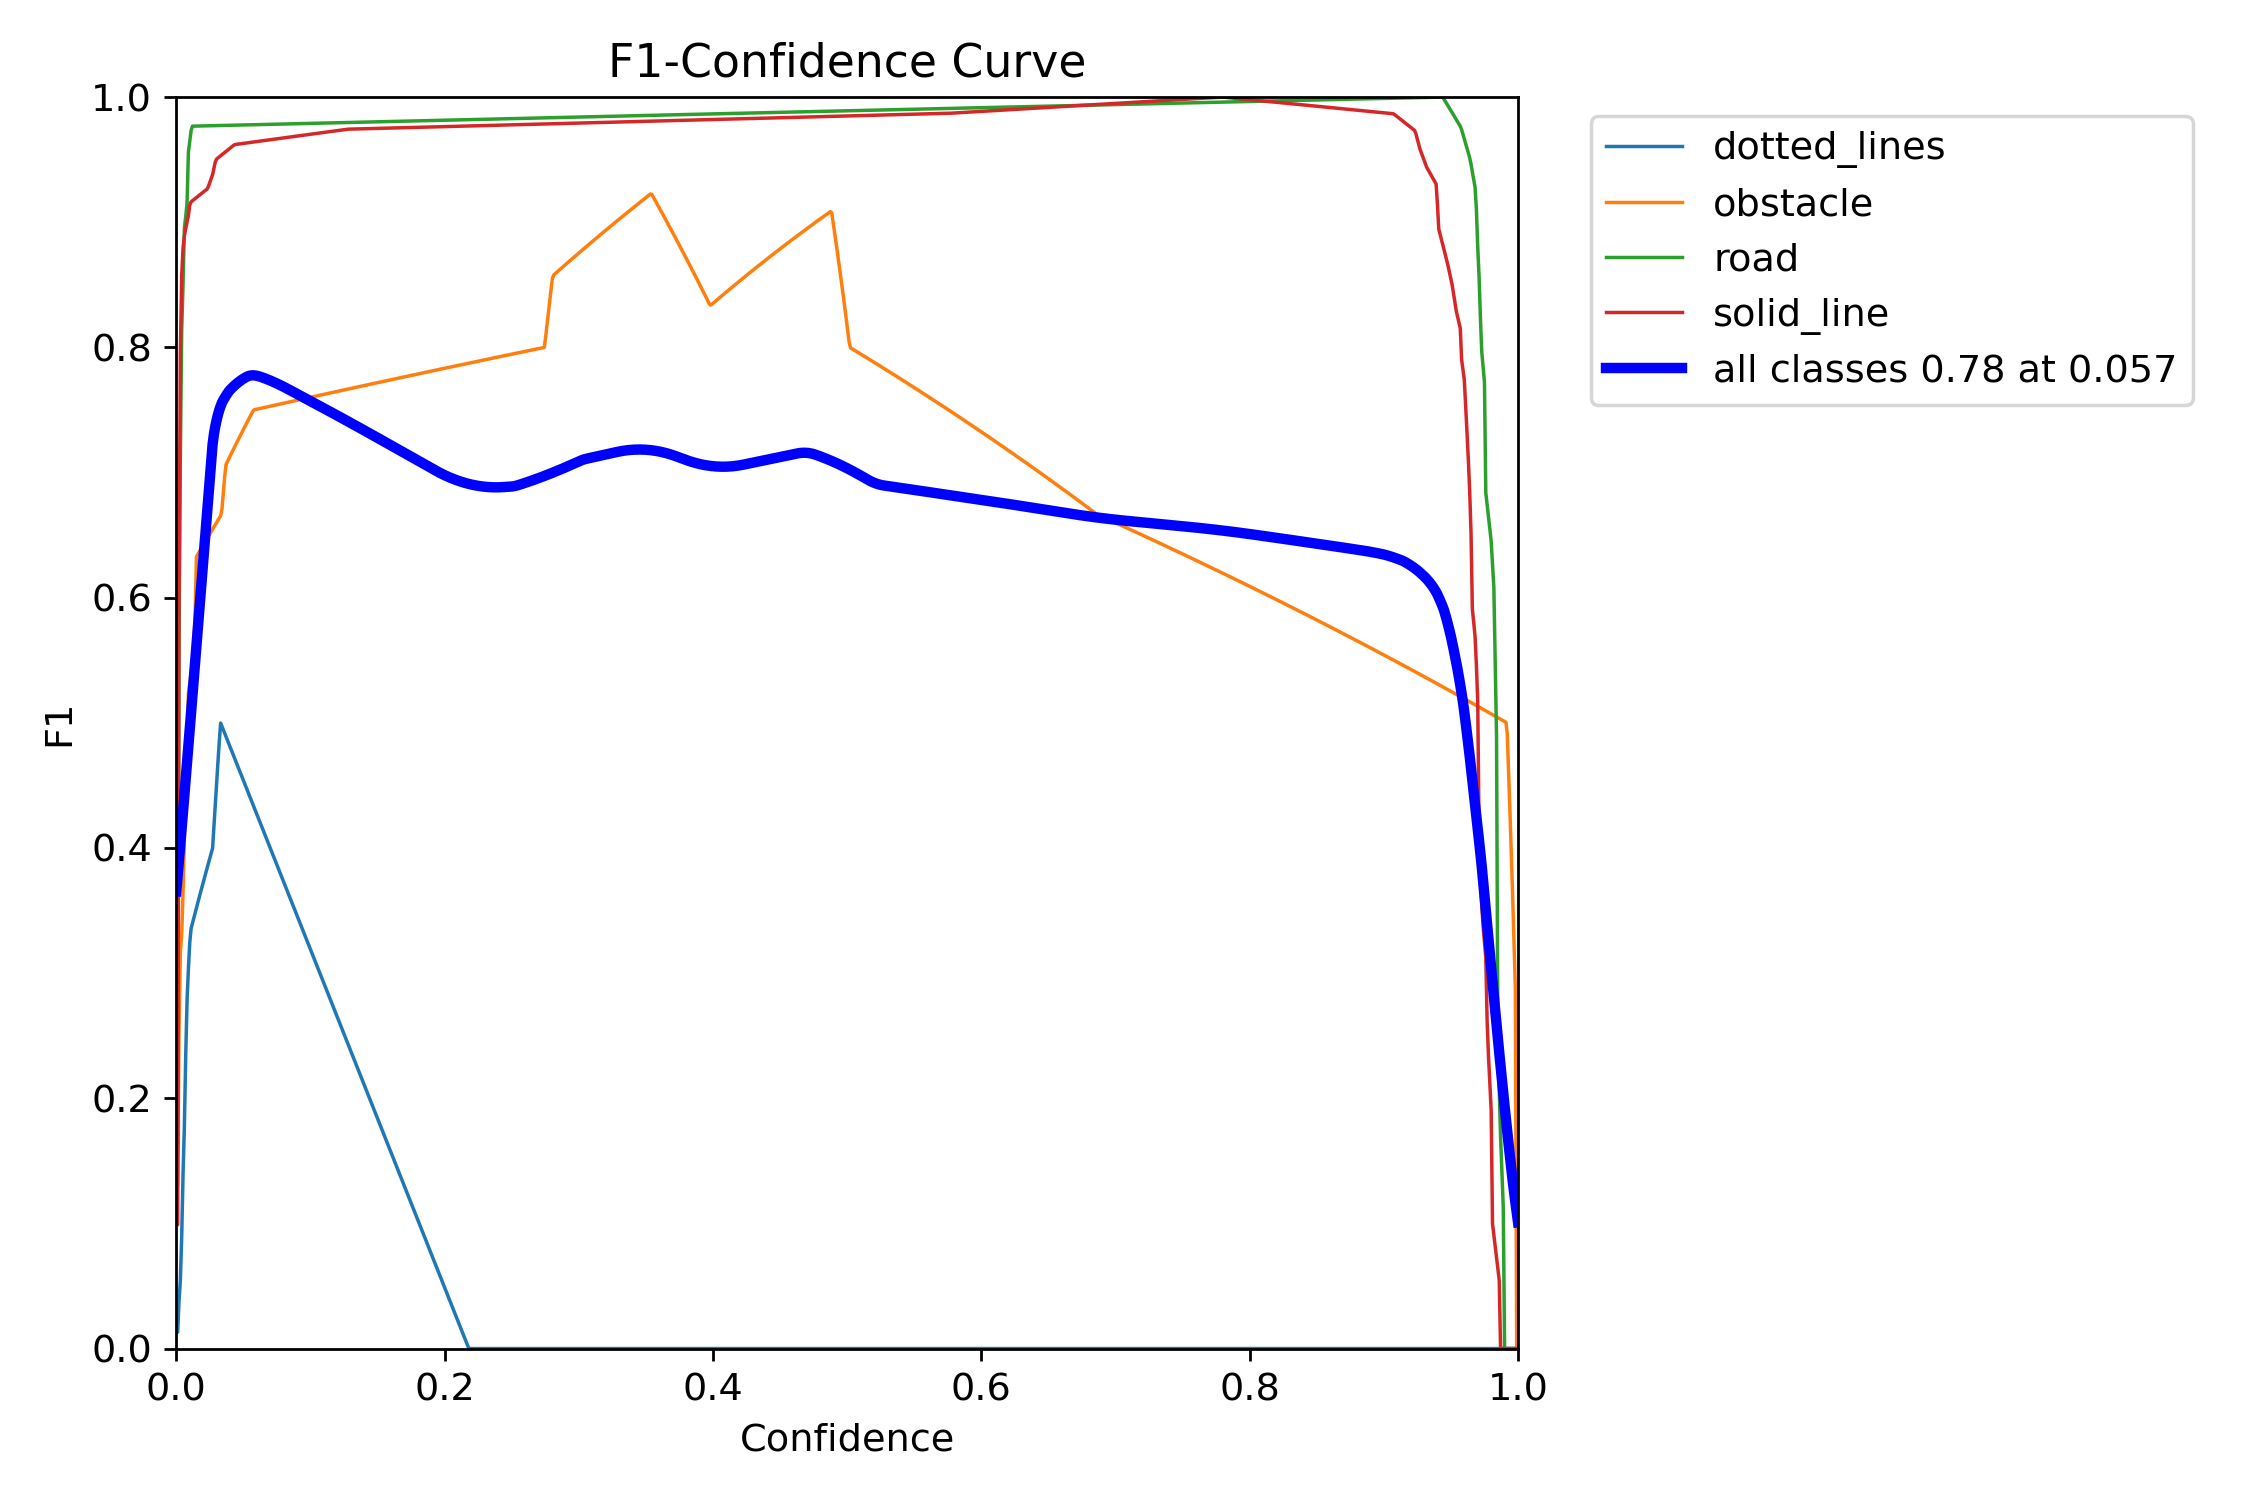 F1-Confidence Curve
1.0
0.8
0.6
0.4
0.2
0.0
F1
0.0 0.2 0.4 0.6 0.8 1.0
Confidence
dotted_lines
obstacle
road
solid_line
all classes 0.78 at 0.057